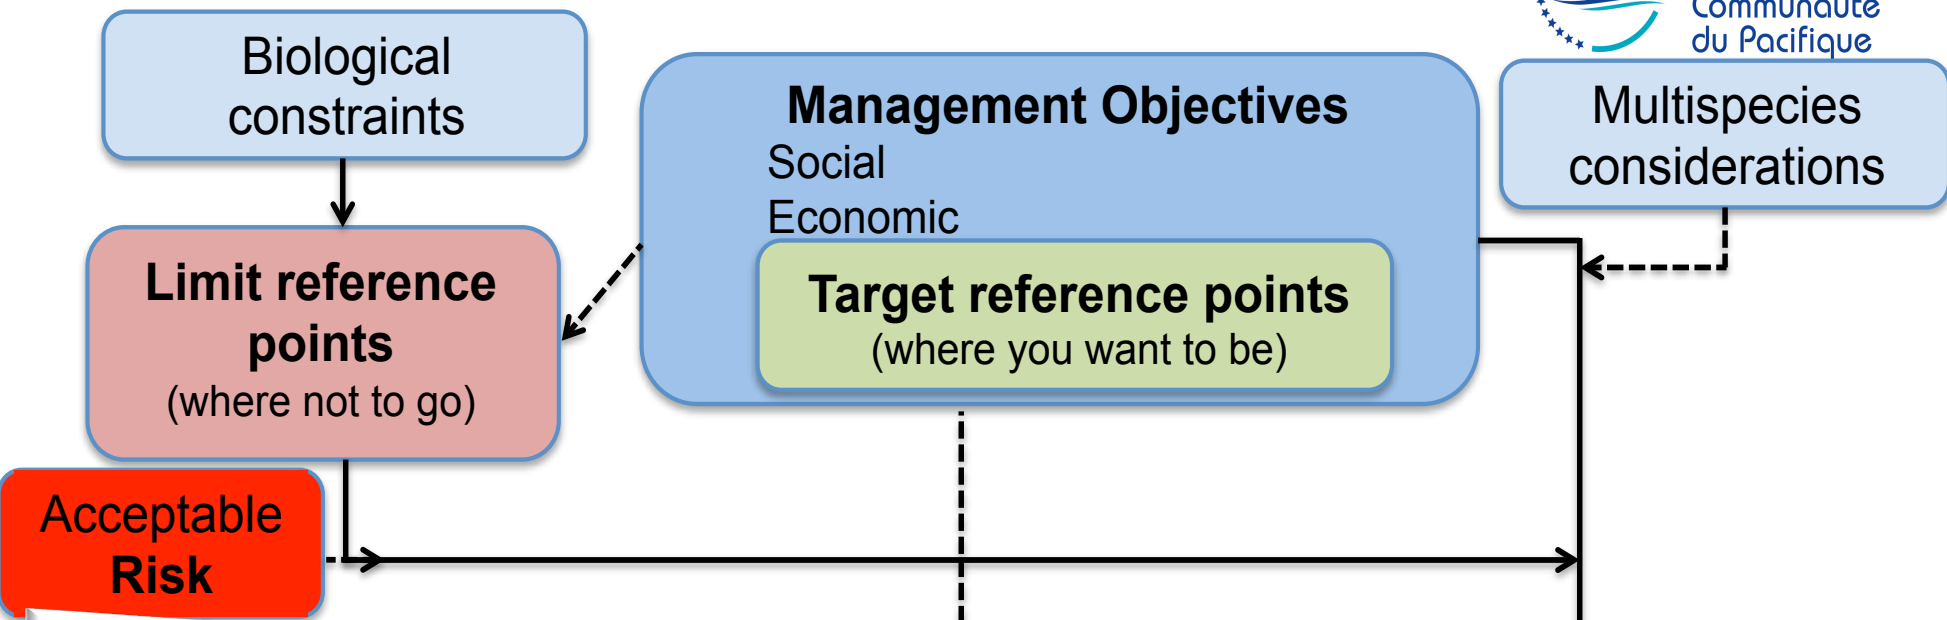 Communauté
du Pacifique
Biological
constraints
Management Objectives
Social
Economic
Multispecies
considerations
Limit reference
points
(where not to go)
Target reference points
(where you want to be)
Acceptable
Risk